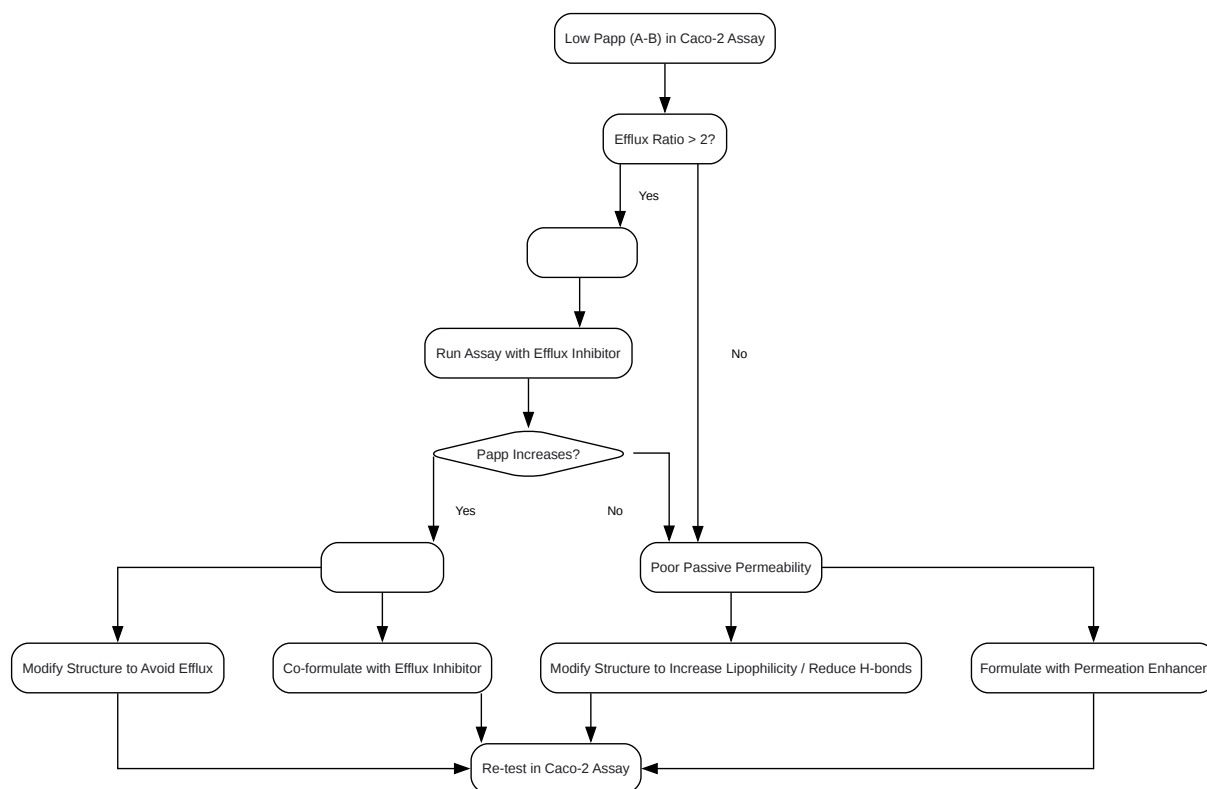 Low Papp (A-B) in Caco-2 Assay
Efflux Ratio > 2?
Yes
Run Assay with Efflux Inhibitor
No
Papp Increases?
Yes
No
Poor Passive Permeability
Modify Structure to Avoid Efflux
Co-formulate with Efflux Inhibitor
Modify Structure to Increase Lipophilicity / Reduce H-bonds
Formulate with Permeation Enhancer
Re-test in Caco-2 Assay